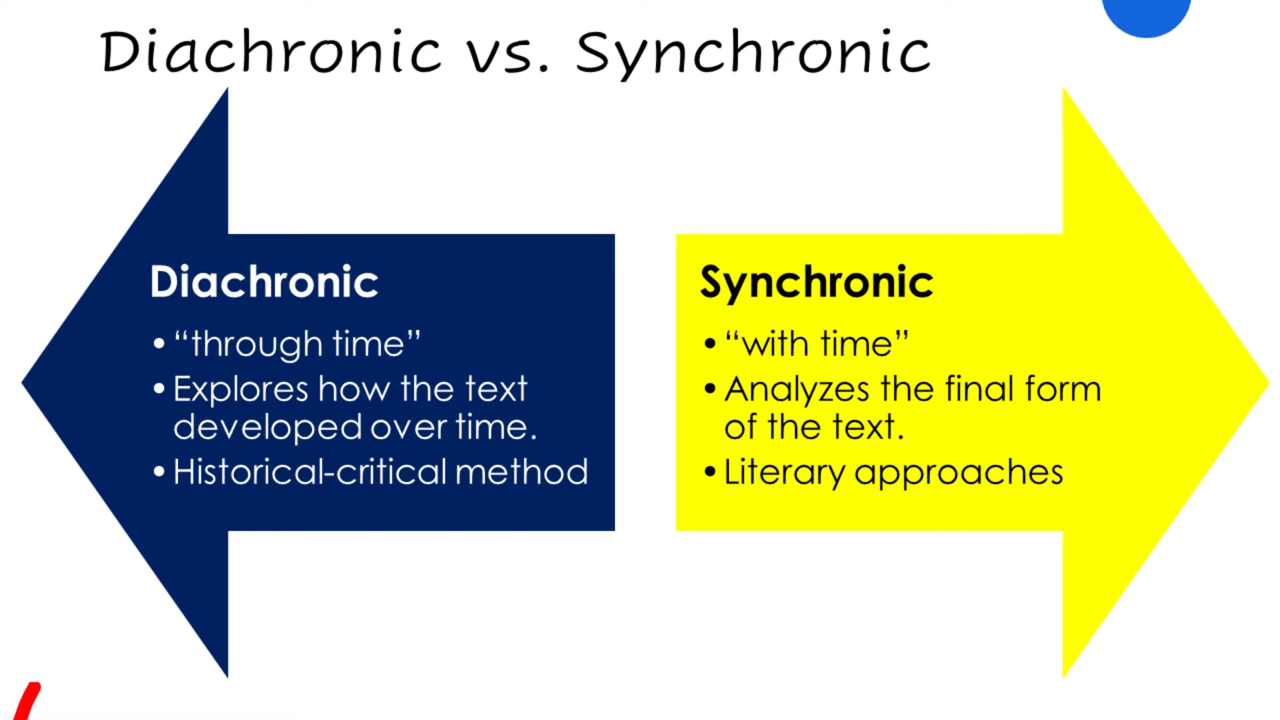 Diachronic vs. Synchronic
Diachronic
• “through time”
• Explores how the text
developed over time.
• Historical-critical method
Synchronic
• “with time”
• Analyzes the final form
of the text.
• Literary approaches